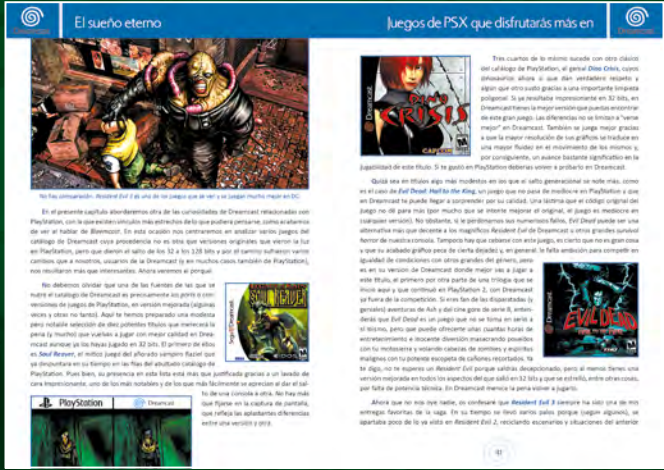 El sueño eterno
Juegos de PSX que disfrutarás más en
Dreamcast
Dreamcast
No hay comparación. Resident Evil 3 es uno de los juegos que se ven y se juegan mucho mejor en DC.
En el presente capítulo abordaremos otra de las curiosidades de Dreamcast relacionadas con
PlayStation, con la que existen vínculos más estrechos de lo que pudiera pensarse, como acabamos
de ver al hablar de Bleemcast. En esta ocasión nos centraremos en analizar varios juegos del
catálogo de Dreamcast cuya procedencia no es otra que versiones originales que vieron la luz
en PlayStation, pero que dieron el salto de los 32 a los 128 bits y por el camino sufrieron varios
cambios que a nosotros, usuarios de la Dreamcast (y en muchos casos también de PlayStation),
nos resultaron más que interesantes. Ahora veremos el porqué.
No debemos olvidar que una de las fuentes de las que se
nutre el catálogo de Dreamcast es precisamente los ports o con-
versiones de juegos de PlayStation, en versión mejorada (algunas
veces y otras no tanto). Aquí te hemos preparado una modesta
pero notable selección de diez potentes títulos que merecerá la
pena (y mucho) que vuelvas a jugar con mejor calidad en Dream-
cast aunque ya los hayas jugado en 32 bits. El primero de ellos
es Soul Reaver, el mítico juego del afamado vampiro Raziel que
ya despuntara en su tiempo en las filas del abultado catálogo de
PlayStation. Pues bien, su presencia en esta lista está más que justificada gracias a un lavado de
cara impresionante, uno de los más notables y de los que más fácilmente se aprecian al dar el sal-
to de una consola a otra. No hay más
que fijarse en la captura de pantalla,
que refleja las aplastantes diferencias
entre una versión y otra.
Sega Dreamcast
SOUL REAVER
EIDOS
PlayStation
Dreamcast
Dreamcast
DINO
CRISIS
CAPCOM
Tres cuartos de lo mismo sucede con otro clásico
del catálogo de PlayStation, el genial Dino Crisis, cuyos
dinosaurios ahora sí que dan verdadero respeto y
algún que otro susto gracias a una importante limpieza
poligonal. Si ya resultaba impresionante en 32 bits, en
Dreamcast tienes la mejor versión que puedas encontrar
de este gran juego. Las diferencias no se limitan a "verse
mejor" en Dreamcast. También se juega mejor gracias
a que la mayor resolución de sus gráficos se traduce en
una mayor fluidez en el movimiento de los mismos y,
por consiguiente, un avance bastante significativo en la
jugabilidad de este título. Si te gustó en PlayStation deberías volver a probarlo en Dreamcast.
Quizá sea en títulos algo más modestos en los que el salto generacional se note más, como
es el caso de Evil Dead: Hail to the King, un juego que no pasa de mediocre en PlayStation y que
en Dreamcast te puede llegar a sorprender por su calidad. Una lástima que el código original del
juego no dé para más (por mucho que se intente mejorar el original, el juego es mediocre en
cualquier versión). No obstante, si le perdonamos sus numerosos fallos, Evil Dead puede ser una
alternativa más que decente a los magníficos Resident Evil de Dreamcast u otros grandes survival
horror de nuestra consola. Tampoco hay que cebarse con este juego, es cierto que no es gran cosa
y que su acabado gráfico peca de cierta dejadez y, en general, le falta ambición para competir en
igualdad de condiciones con otros grandes del género, pero
es en su versión de Dreamcast donde mejor vas a jugar a
este título, el primero por otra parte de una trilogía que se
inicia aquí y que continuó en PlayStation 2, con Dreamcast
ya fuera de la competición. Si eres fan de las disparatadas (y
geniales) aventuras de Ash y del cine gore de serie B, enten-
derás que Evil Dead es un juego que no se toma en serio a
sí mismo, pero que puede ofrecerte unas cuantas horas de
entretenimiento e inocente diversión masacrando poseídos
con tu motosierra y volando cabezas de zombies y espíritus
malignos con tu potente escopeta de cañones recortados. Ya
te digo, no te esperes un Resident Evil porque saldrás decepcionado, pero al menos tienes una
versión mejorada en todos los aspectos del que salió en 32 bits y que se estrelló, entre otras cosas,
por falta de potencia técnica. En Dreamcast merece la pena volver a jugarlo.
EVIL DEAD
THQ
Ahora que no nos oye nadie, os confesaré que Resident Evil 3 siempre ha sido una de mis
entregas favoritas de la saga. En su tiempo se llevó varios palos porque (según algunos), se
apartaba poco de lo ya visto en Resident Evil 2, reciclando escenarios y situaciones del anterior